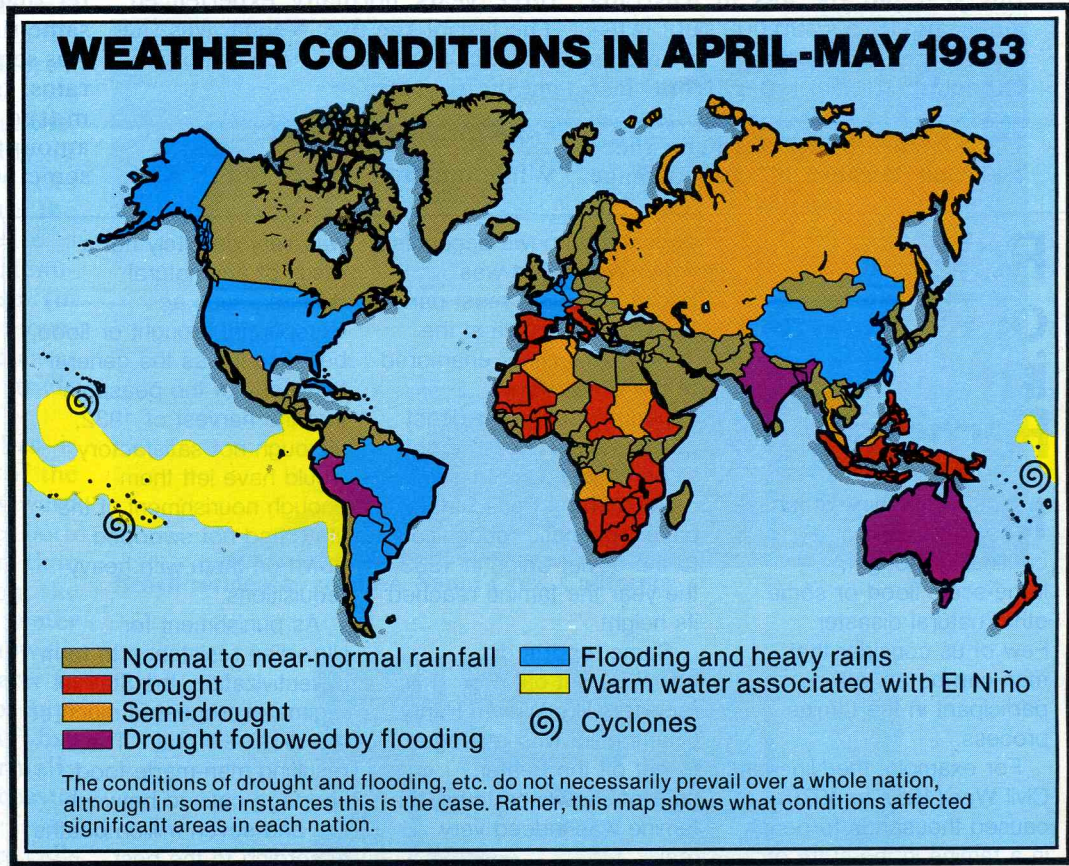 WEATHER CONDITIONS IN APRIL-MAY 1983
Normal to near-normal rainfall
Drought
Semi-drought
Drought followed by flooding
Flooding and heavy rains
Warm water associated with El Niño
Cyclones
The conditions of drought and flooding, etc. do not necessarily prevail over a whole nation,
although in some instances this is the case. Rather, this map shows what conditions affected
significant areas in each nation.